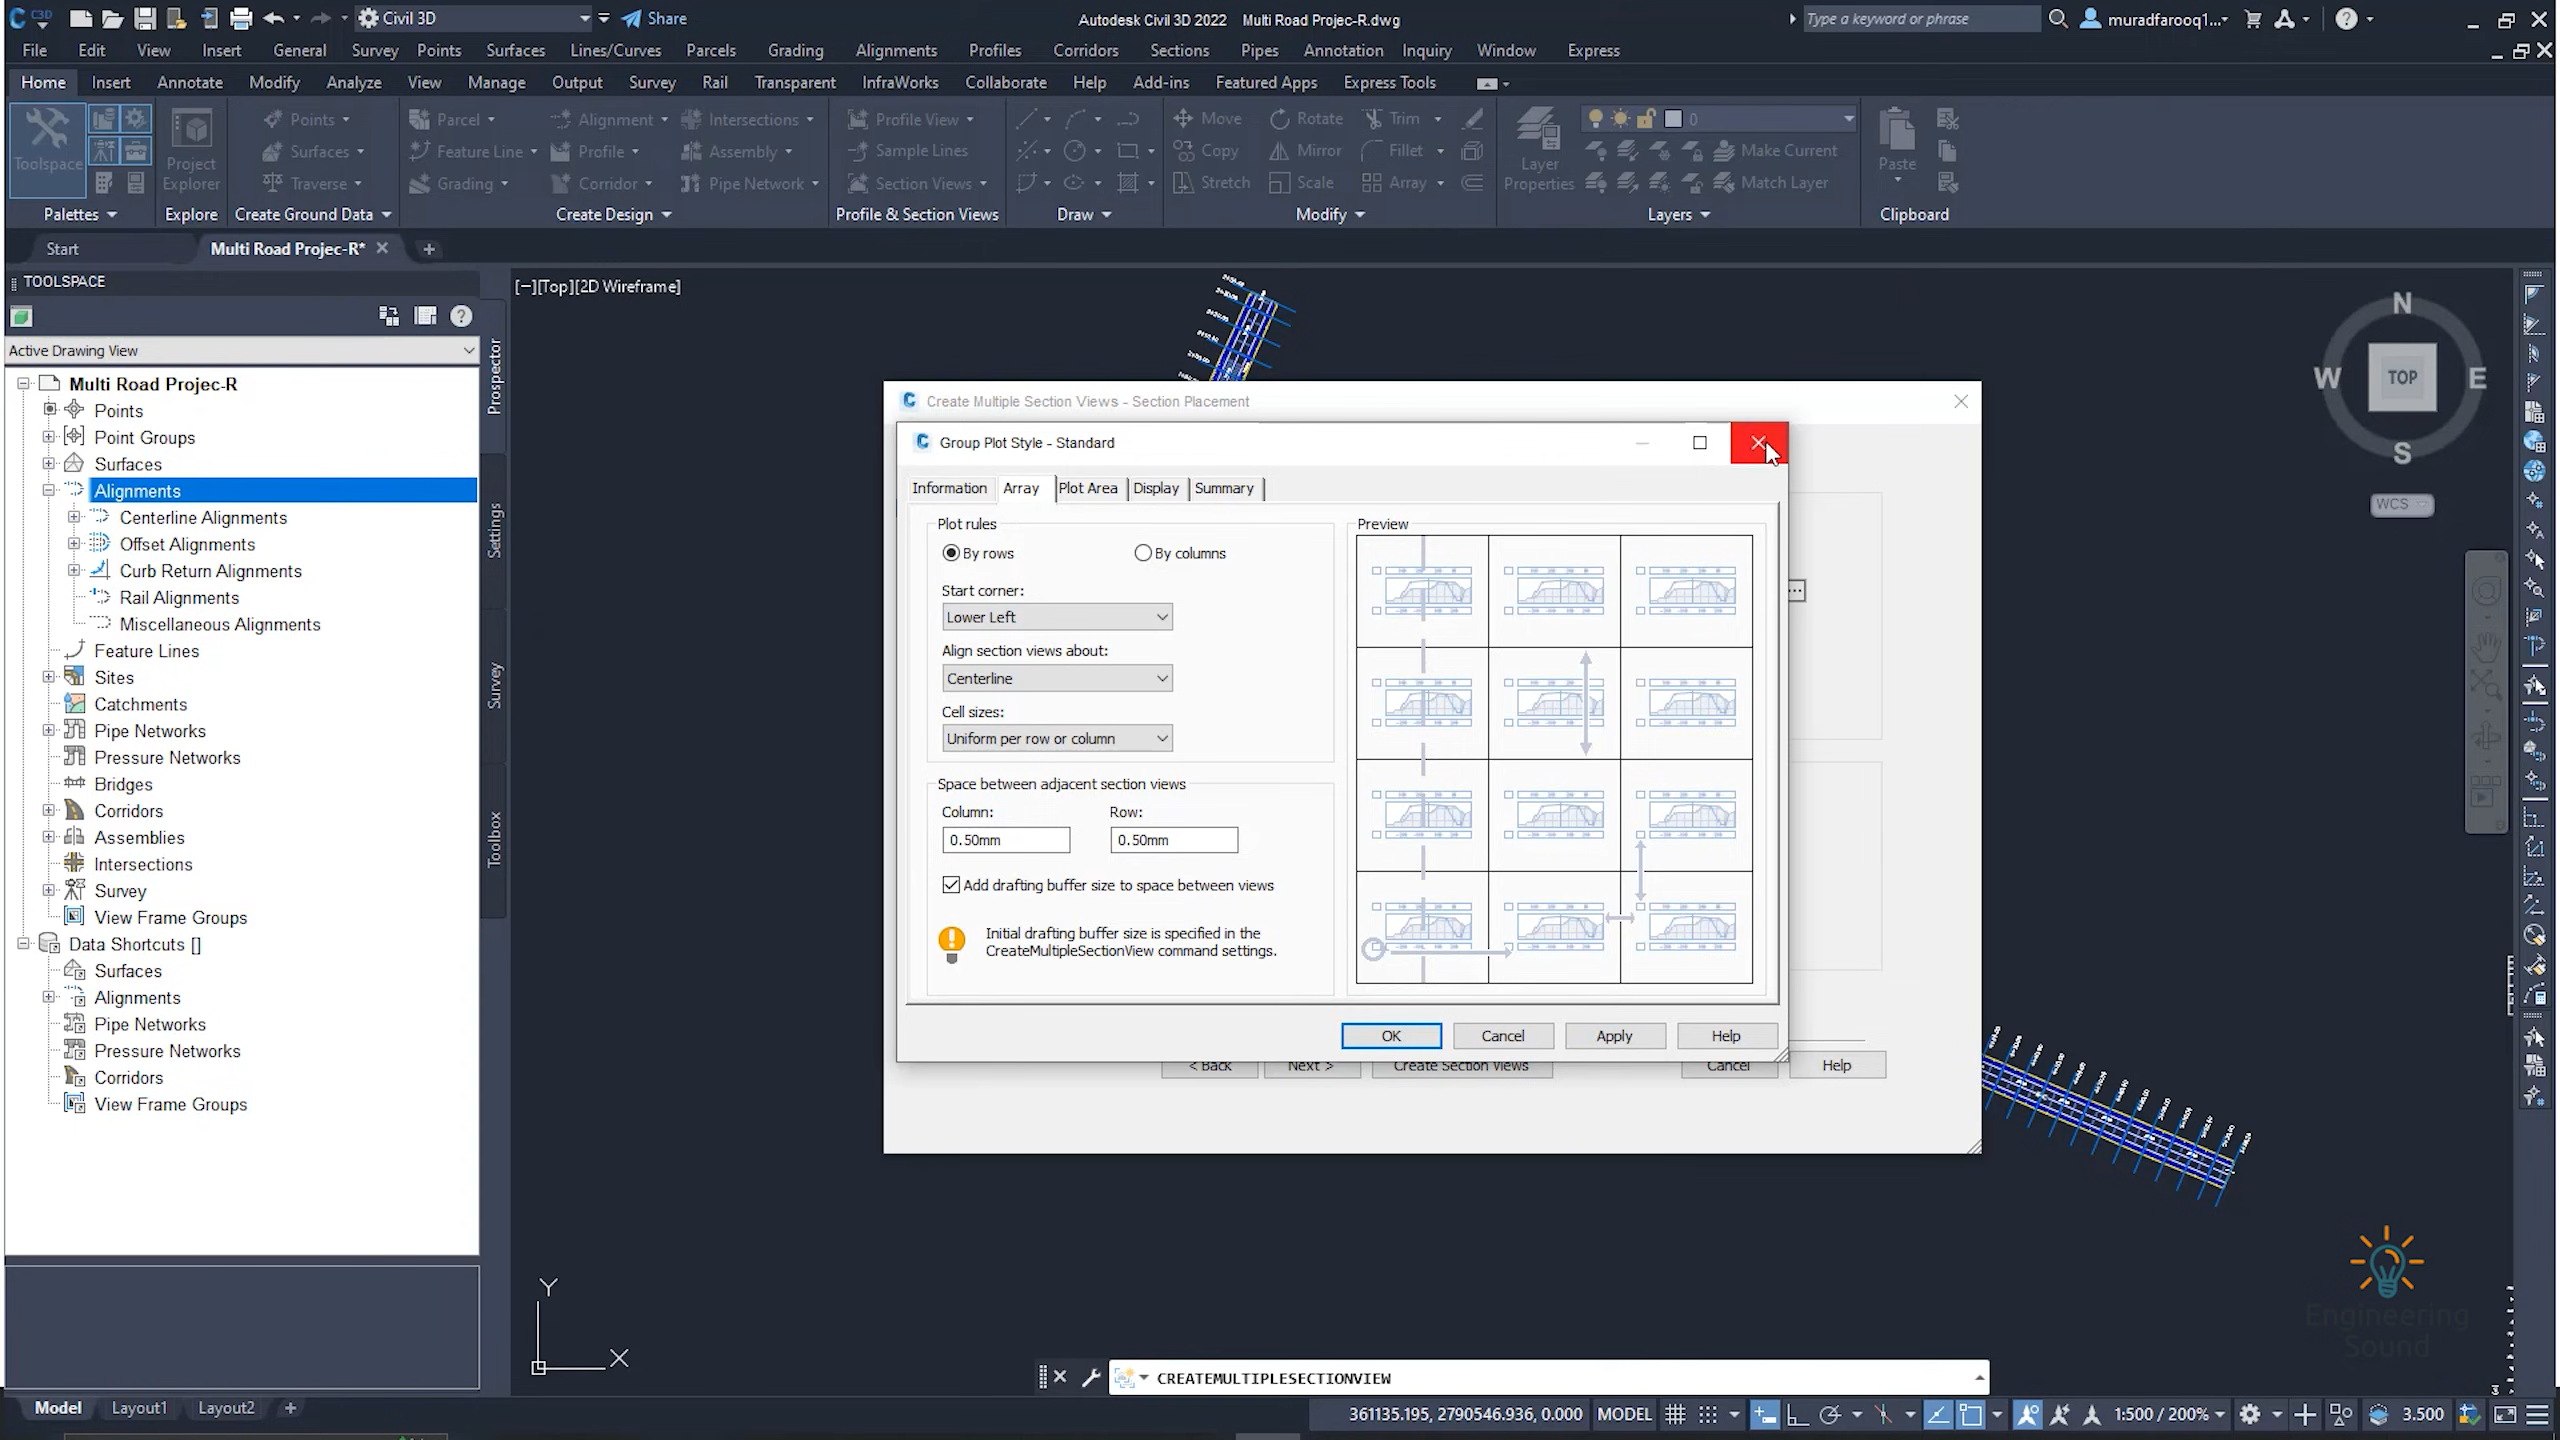 C3D
Civil 3D
Share
Autodesk Civil 3D 2022 Multi Road Projec-R.dwg
Type a keyword or phrase
muradfarooq1...
File Edit View Insert General Survey Points Surfaces Lines/Curves Parcels Grading Alignments Profiles Corridors Sections Pipes Annotation Inquiry Window Express
Home Insert Annotate Modify Analyze View Manage Output Survey Rail Transparent InfraWorks Collaborate Help Add-ins Featured Apps Express Tools
Points Parcel Alignment Intersections Profile View Move Rotate Trim 0
Toolspace Project Explorer Surfaces Feature Line Profile Assembly Sample Lines Copy Mirror Fillet Layer Properties Make Current Paste
Traverse Grading Corridor Pipe Network Section Views Stretch Scale Array Match Layer
Palettes Explore Create Ground Data Create Design Profile & Section Views Draw Modify Layers Clipboard
Start Multi Road Projec-R*
TOOLSPACE
Active Drawing View
Multi Road Projec-R
Points
Point Groups
Surfaces
Alignments
Centerline Alignments
Offset Alignments
Curb Return Alignments
Rail Alignments
Miscellaneous Alignments
Feature Lines
Sites
Catchments
Pipe Networks
Pressure Networks
Bridges
Corridors
Assemblies
Intersections
Survey
View Frame Groups
Data Shortcuts []
Surfaces
Alignments
Pipe Networks
Pressure Networks
Corridors
View Frame Groups
Prospector
Settings
Survey
Toolbox
[−][Top][2D Wireframe]
N
W TOP E
S
WCS
Create Multiple Section Views - Section Placement
Group Plot Style - Standard
Information Array Plot Area Display Summary
Plot rules
By rows By columns
Start corner:
Lower Left
Align section views about:
Centerline
Cell sizes:
Uniform per row or column
Space between adjacent section views
Column: Row:
0.50mm 0.50mm
Add drafting buffer size to space between views
Initial drafting buffer size is specified in the
CreateMultipleSectionView command settings.
Preview
OK Cancel Apply Help
< Back Next > Create Section Views Cancel Help
Y
X
Engineering
Sound
CREATEMULTIPLESECTIONVIEW
Model Layout1 Layout2
361135.195, 2790546.936, 0.000 MODEL 1:500 / 200% 3.500